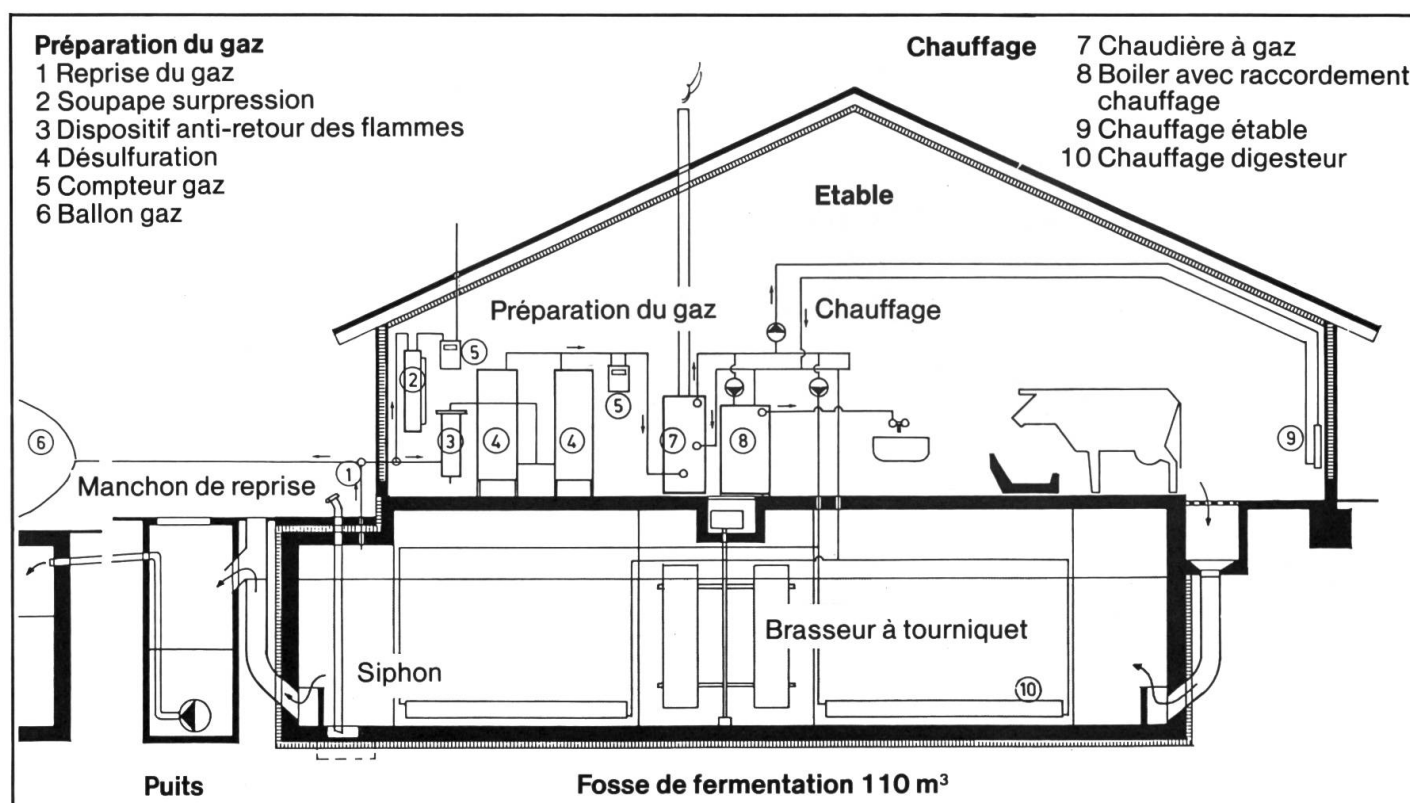 Préparation du gaz
1 Reprise du gaz
2 Soupape surpression
3 Dispositif anti-retour des flammes
4 Désulfuration
5 Compteur gaz
6 Ballon gaz
Chauffage
7 Chaudière à gaz
8 Boiler avec raccordement
chauffage
9 Chauffage étable
10 Chauffage digesteur
Etable
Préparation du gaz
Chauffage
5
2
5
6
3
4
4
7
8
9
1
Manchon de reprise
Brasseur à tourniquet
Siphon
10
Puits
Fosse de fermentation 110 m³